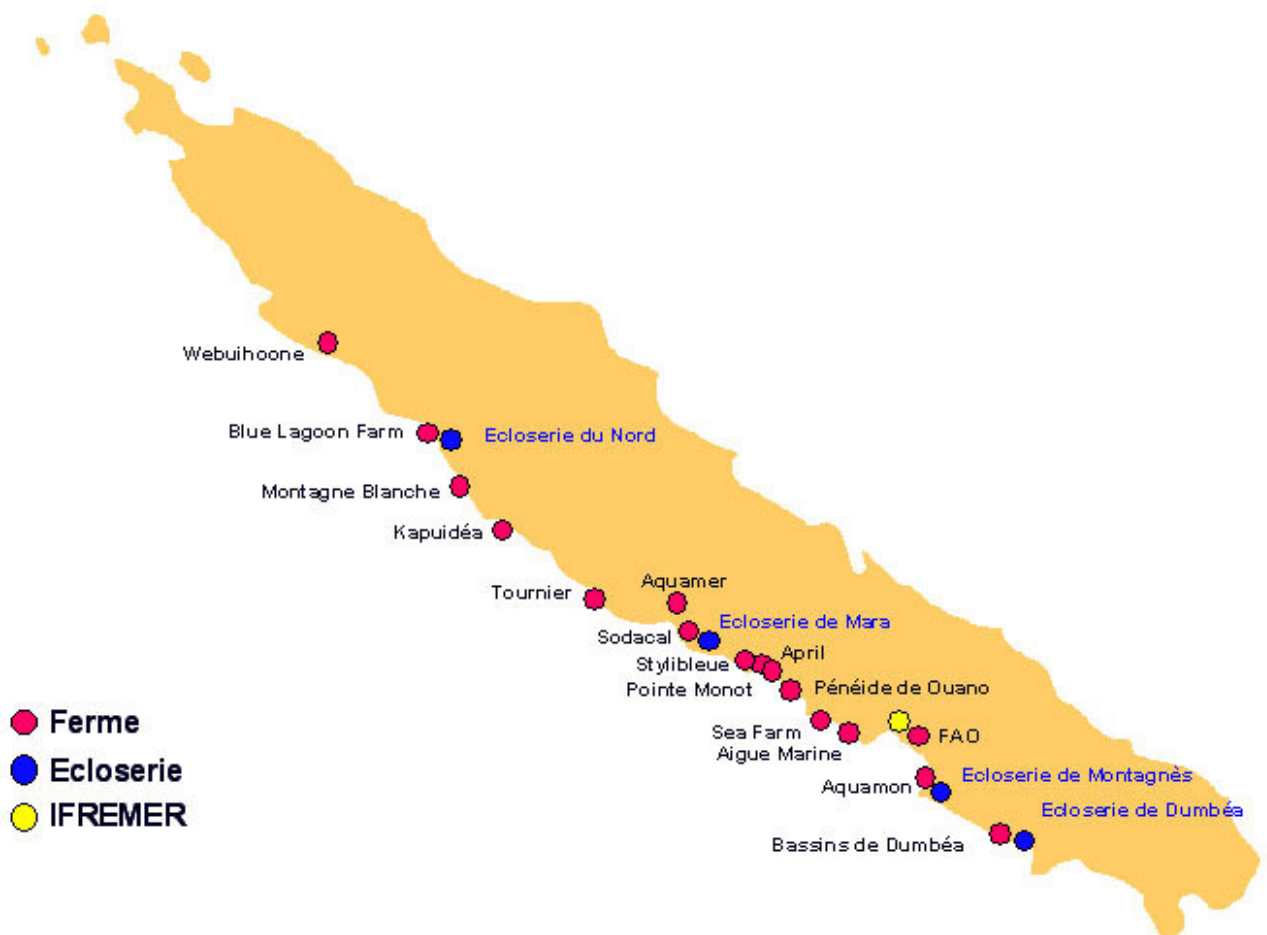 Webuihoone
Blue Lagoon Farm
Ecloserie du Nord
Montagne Blanche
Kapuidéa
Tournier
Aquamer
Sodacal
Ecloserie de Mara
Stylibleue
April
Pointe Monot
Pénéide de Ouano
Sea Farm
FAO
Aigue Marine
Aquamon
Ecloserie de Montagnès
Ecloserie de Dumbéa
Bassins de Dumbéa
Ferme
Ecloserie
IFREMER